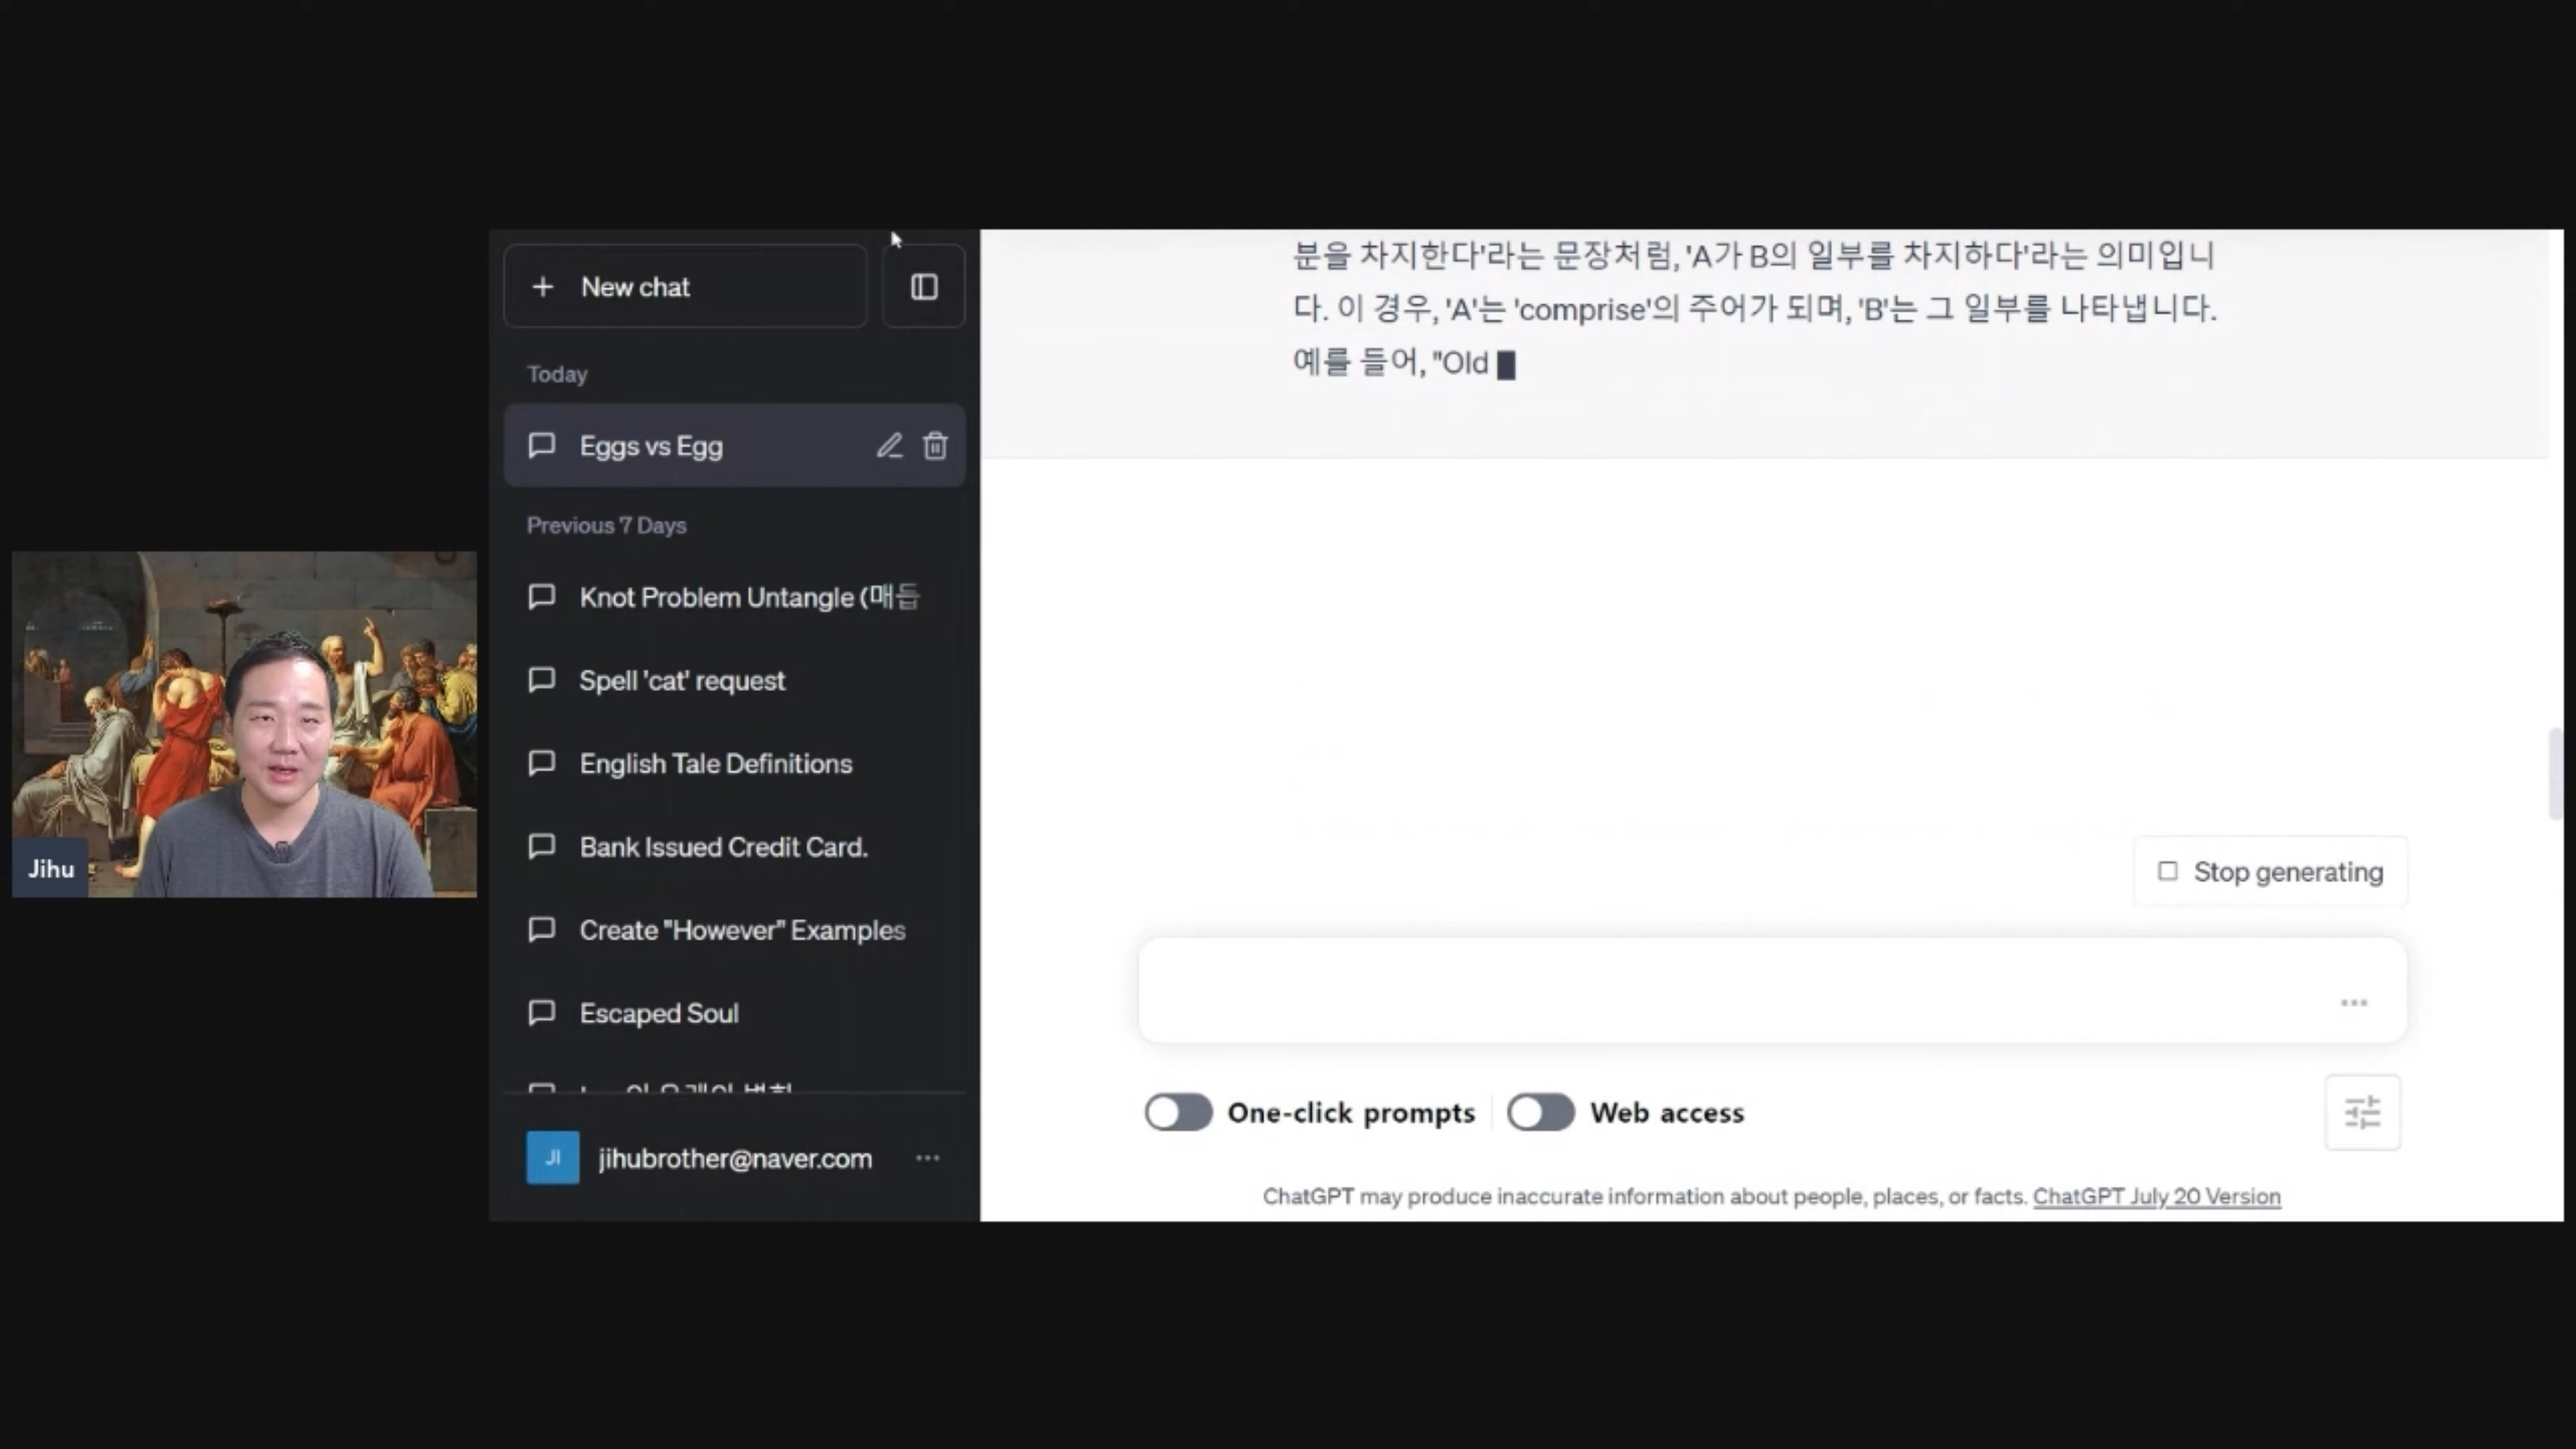 New chat
Today
Eggs vs Egg
Previous 7 Days
Knot Problem Untangle (매듭
Spell 'cat' request
English Tale Definitions
Bank Issued Credit Card.
Create "However" Examples
Escaped Soul
JI
jihubrother@naver.com
Jihu
분을 차지한다'라는 문장처럼, 'A가 B의 일부를 차지하다'라는 의미입니
다. 이 경우, 'A'는 'comprise'의 주어가 되며, 'B'는 그 일부를 나타냅니다.
예를 들어, "Old
Stop generating
One-click prompts
Web access
ChatGPT may produce inaccurate information about people, places, or facts. ChatGPT July 20 Version